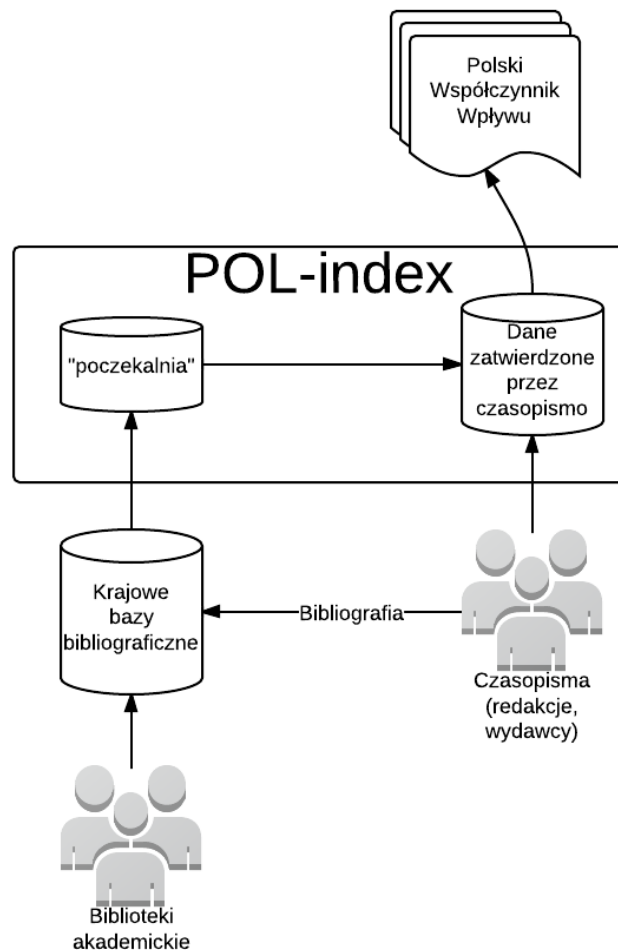 Polski
Współczynnik
Wpływu
POL-index
"poczekalnia"
Dane
zatwierdzone
przez
czasopismo
Krajowe
bazy
bibliograficzne
Bibliografia
Czasopisma
(redakcje,
wydawcy)
Biblioteki
akademickie